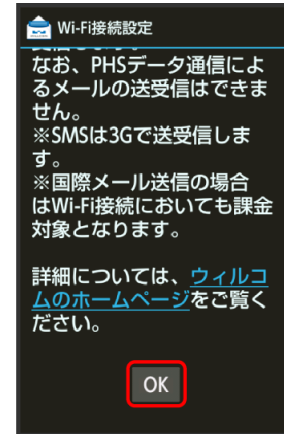 Wi-Fi接続設定
なお、PHSデータ通信によ
るメールの送受信はできま
せん。
※SMSは3Gで送受信しま
す。
※国際メール送信の場合
はWi-Fi接続においても課金
対象となります。
詳細については、ウィルコ
ムのホームページをご覧く
ださい。
OK